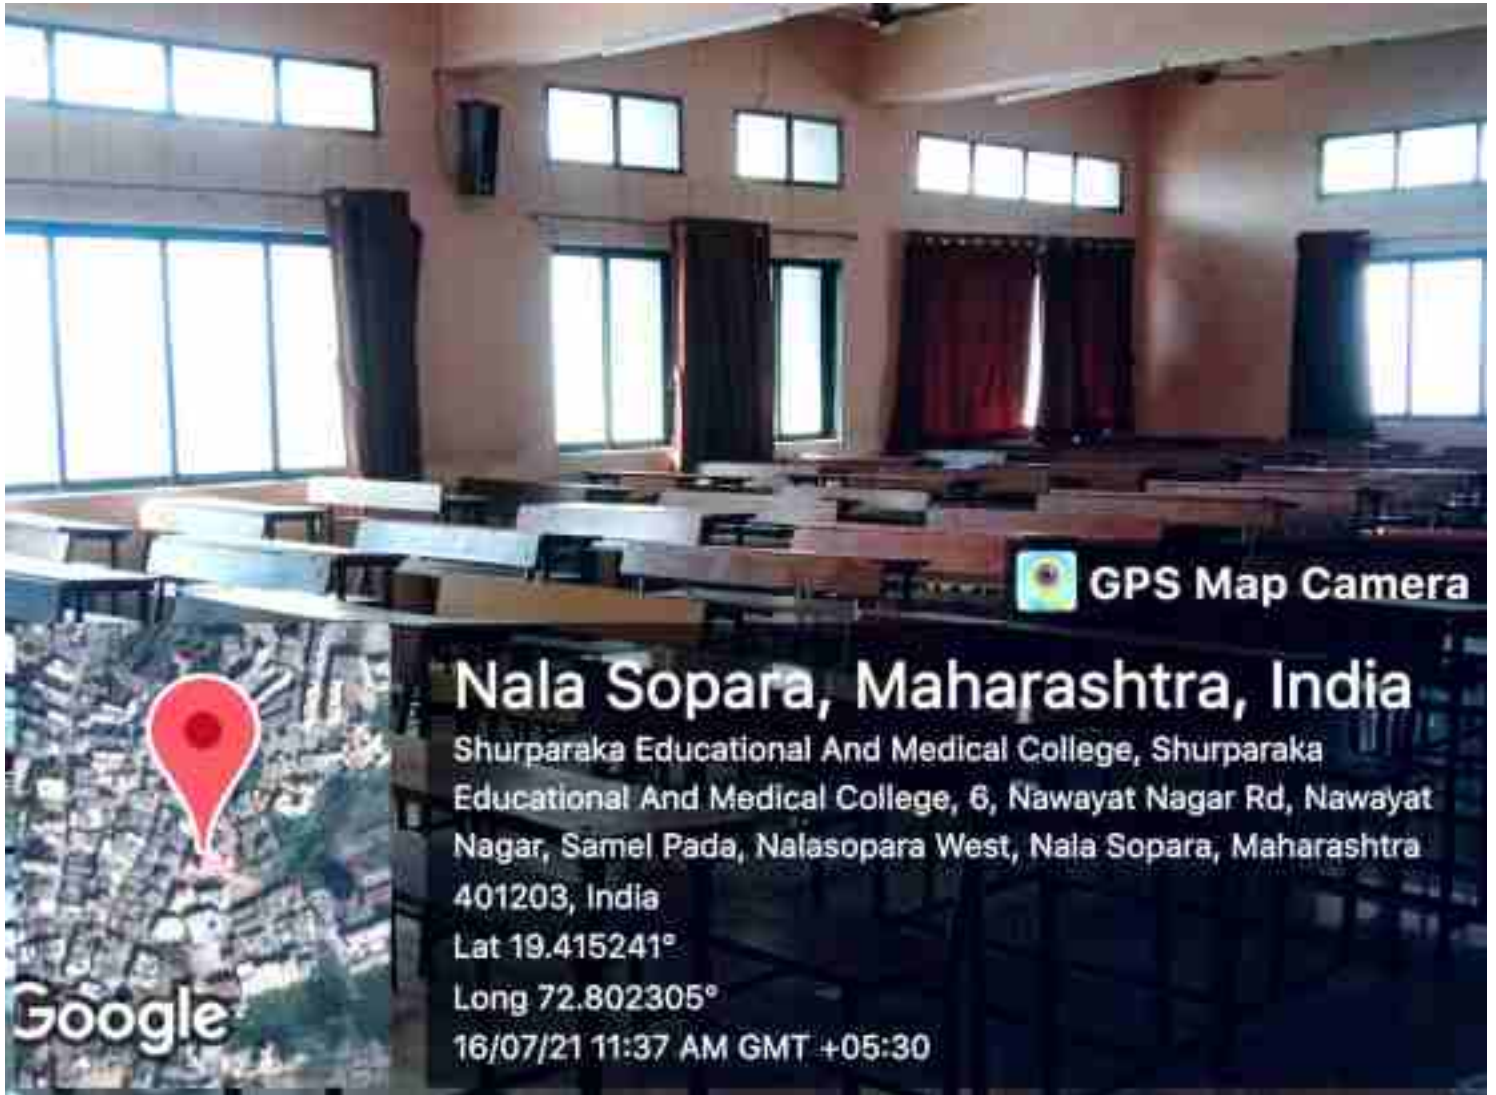 GPS Map Camera
Nala Sopara, Maharashtra, India
Shurparaka Educational And Medical College, Shurparaka
Educational And Medical College, 6, Nawayat Nagar Rd, Nawayat
Nagar, Samel Pada, Nalasopara West, Nala Sopara, Maharashtra
401203, India
Lat 19.415241°
Long 72.802305°
16/07/21 11:37 AM GMT +05:30
Google